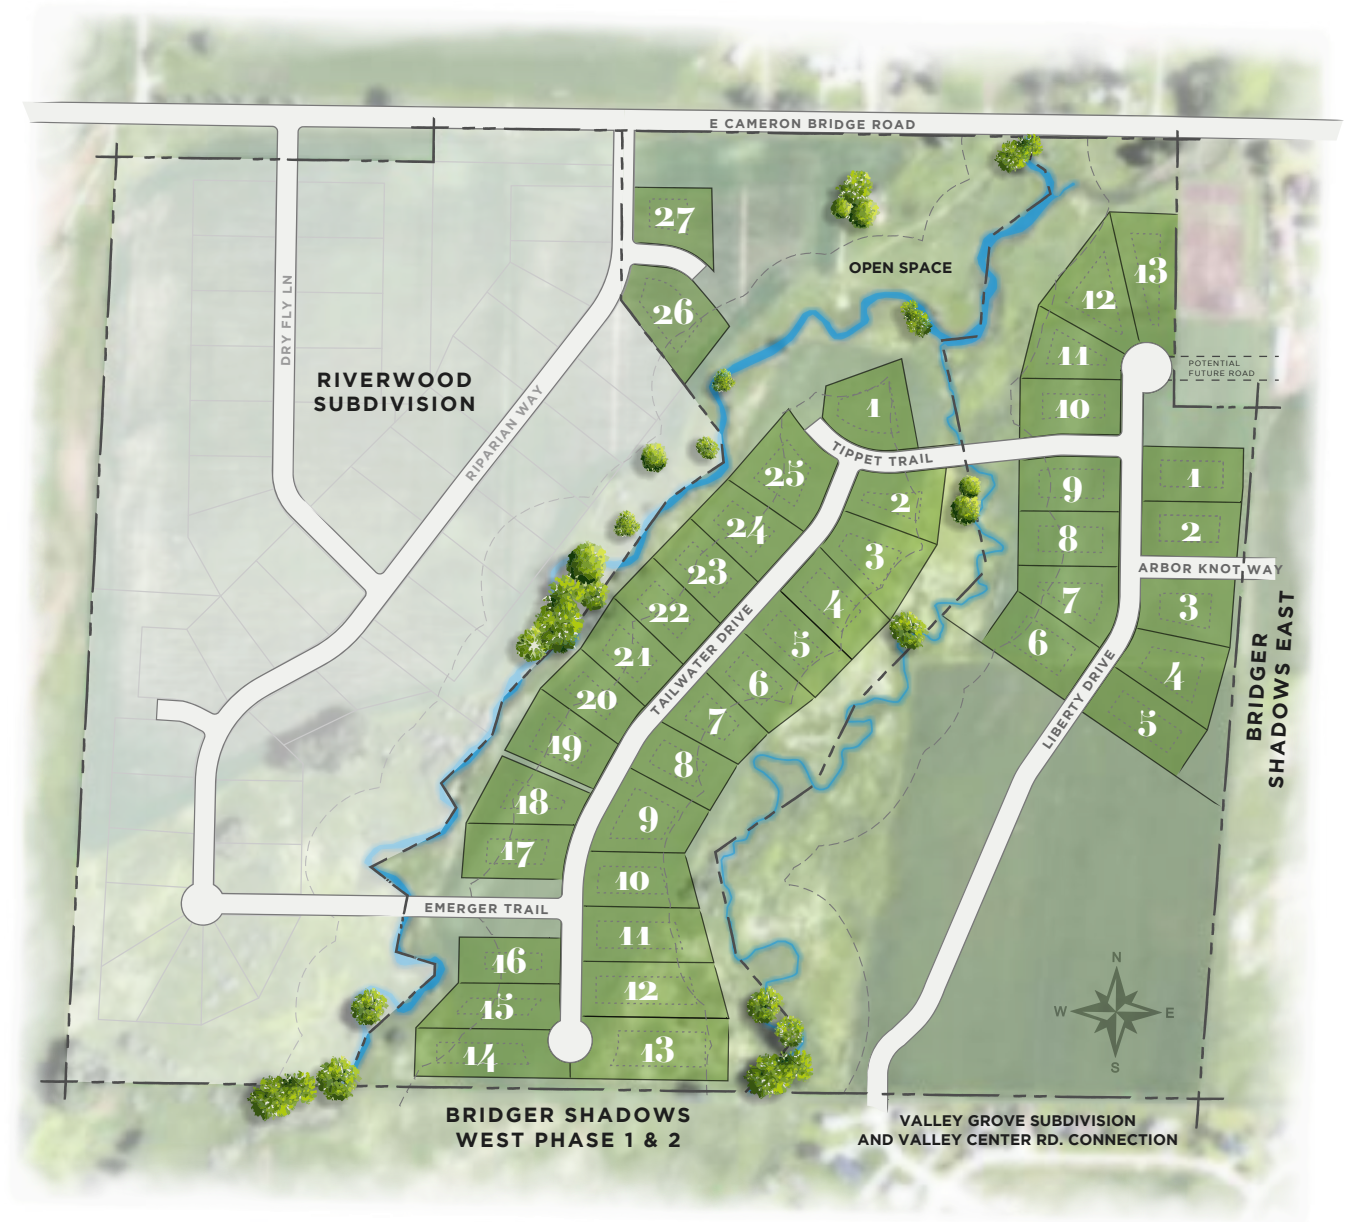 E CAMERON BRIDGE ROAD
27
13
12
OPEN SPACE
26
DRY FLY LN
11
POTENTIAL
FUTURE ROAD
RIVERWOOD
SUBDIVISION
RIPARIAN WAY
1
10
TIPPET TRAIL
25
2
9
1
24
3
8
2
ARBOR KNOT WAY
23
4
7
3
22
5
6
4
21
6
5
20
7
TAILWATER DRIVE
LIBERTY DRIVE
BRIDGER
SHADOWS EAST
19
8
18
9
17
10
EMERGER TRAIL
11
16
12
15
14
13
N
W
E
S
BRIDGER SHADOWS
WEST PHASE 1 & 2
VALLEY GROVE SUBDIVISION
AND VALLEY CENTER RD. CONNECTION